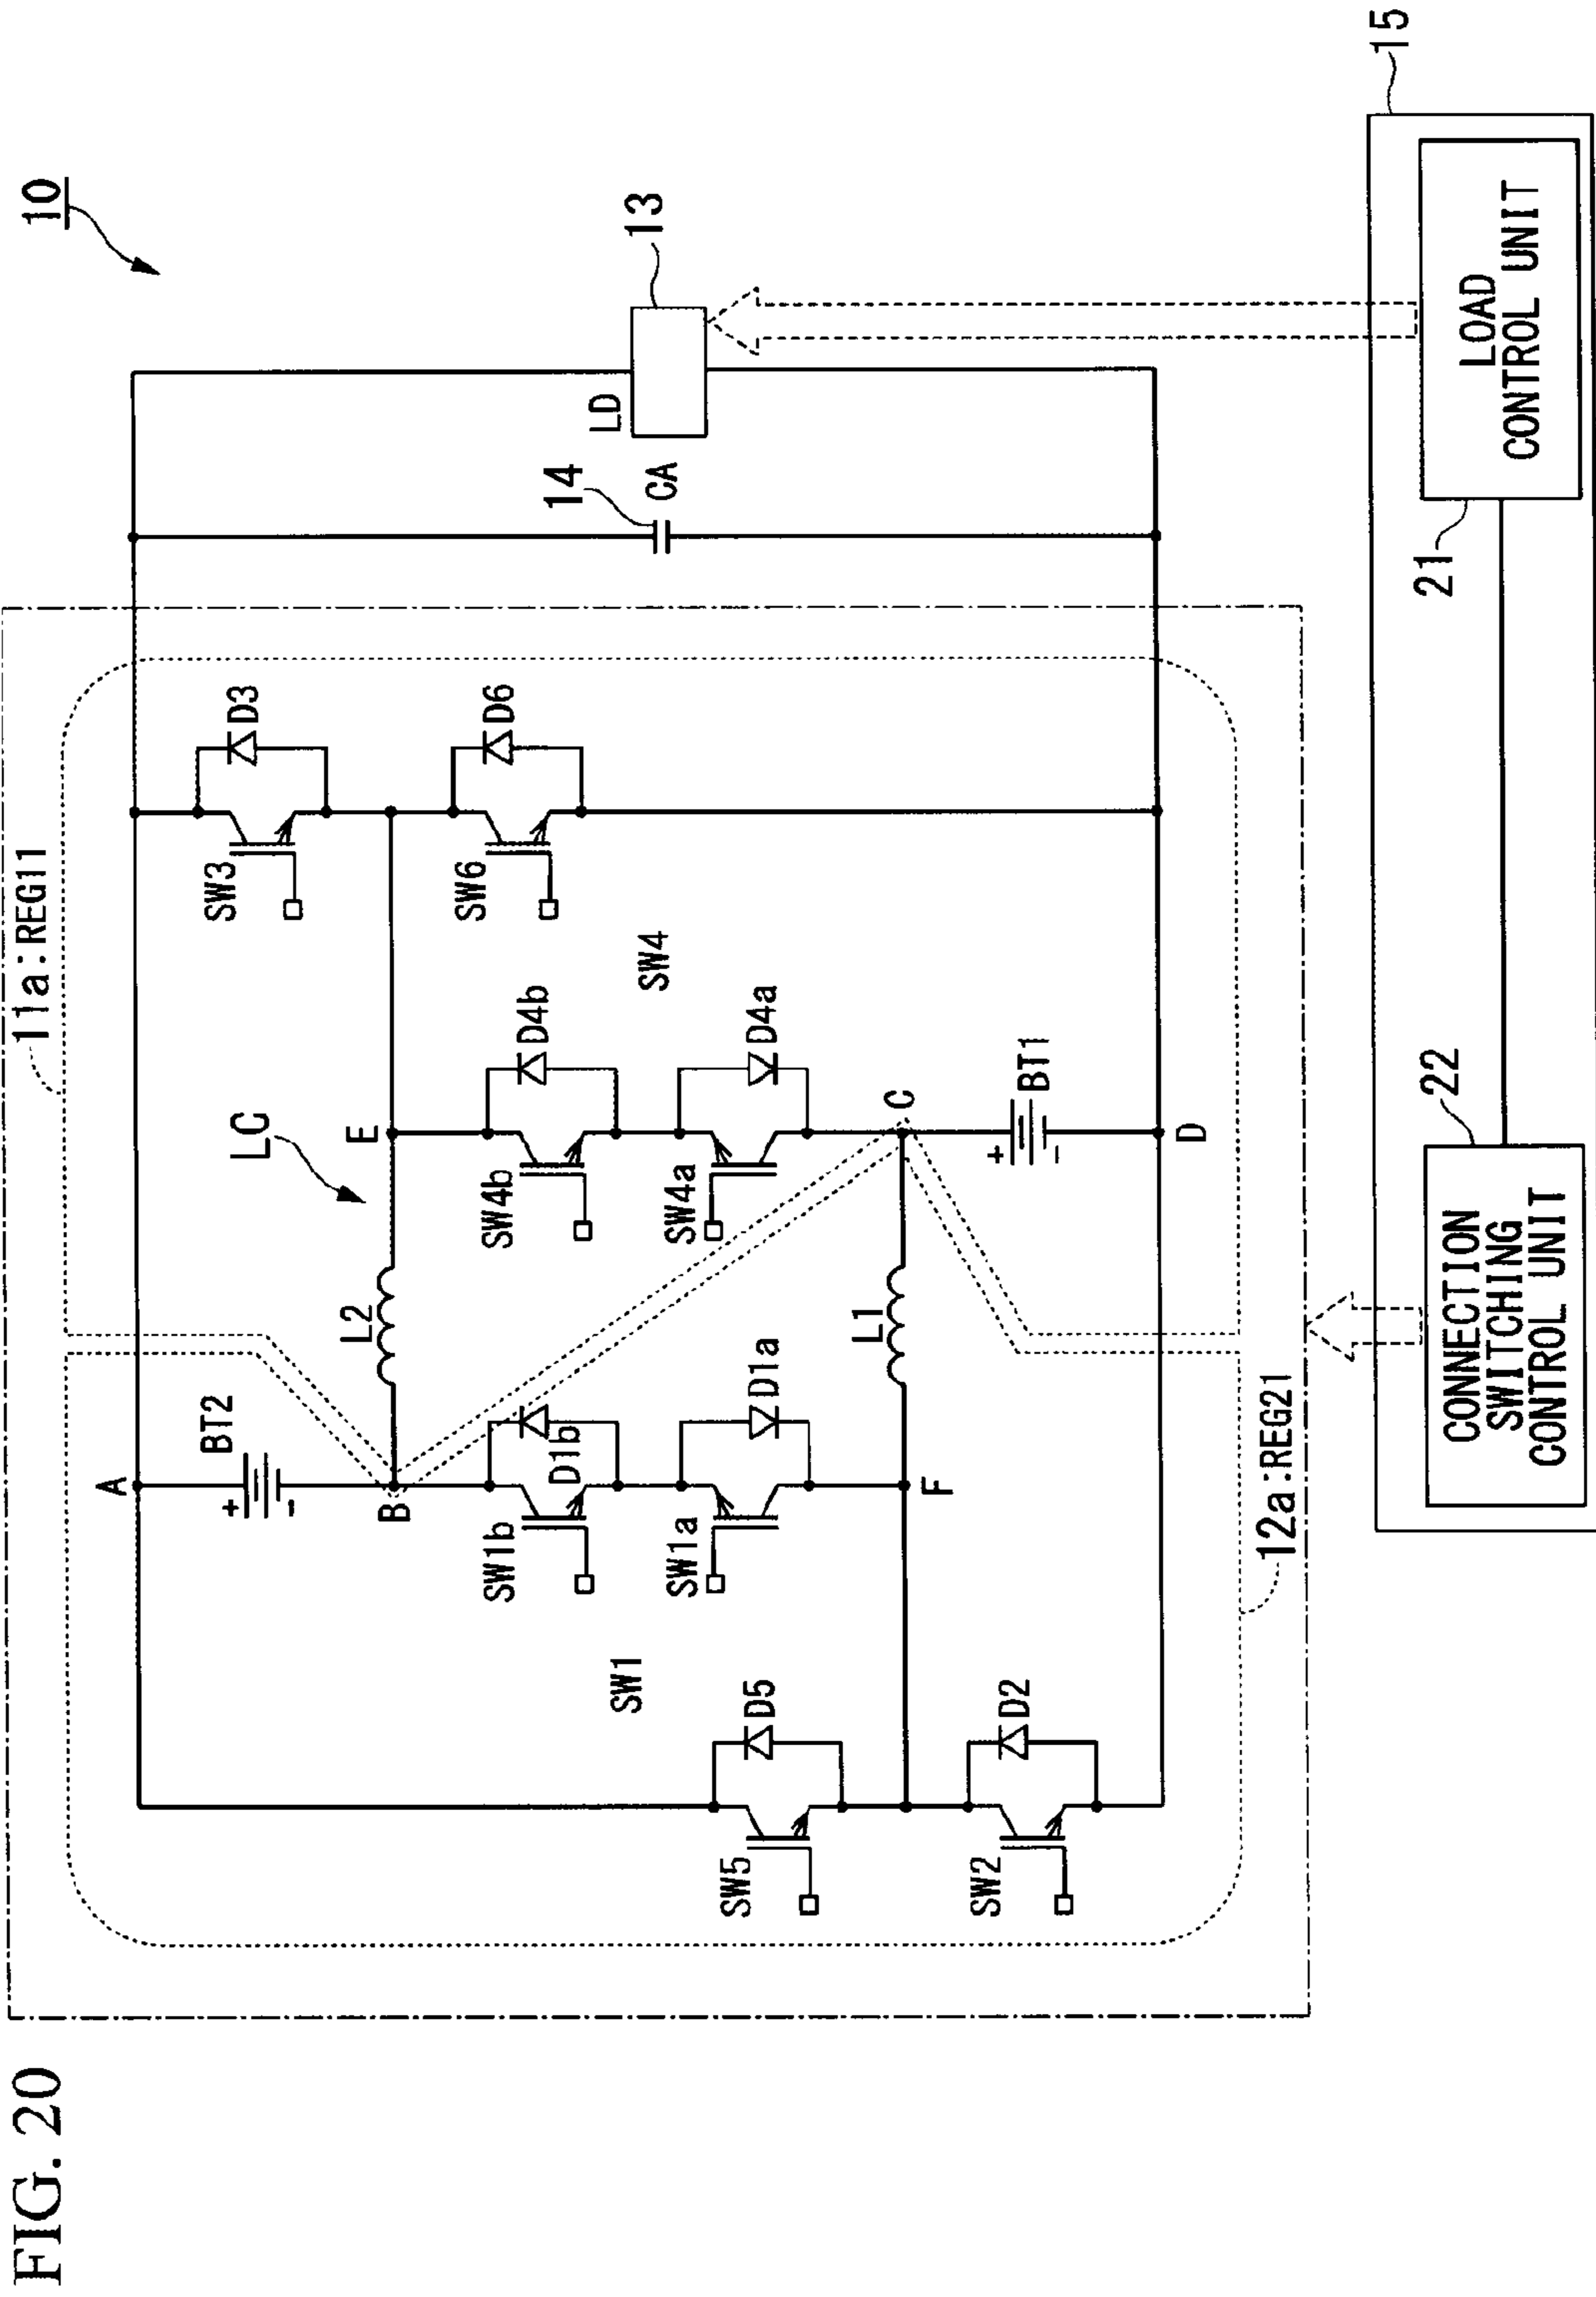 FIG. 20
10
11a:REG11
LC
A
BT2
+
-
B
L2
E
SW3
D3
SW6
D6
14
CA
LD
13
SW1b
D1b
SW1a
D1a
SW1
F
SW4b
D4b
SW4a
D4a
SW4
L1
C
+
-
BT1
D
SW5
D5
SW2
D2
12a:REG21
15
22
CONNECTION
SWITCHING
CONTROL UNIT
21
LOAD
CONTROL UNIT